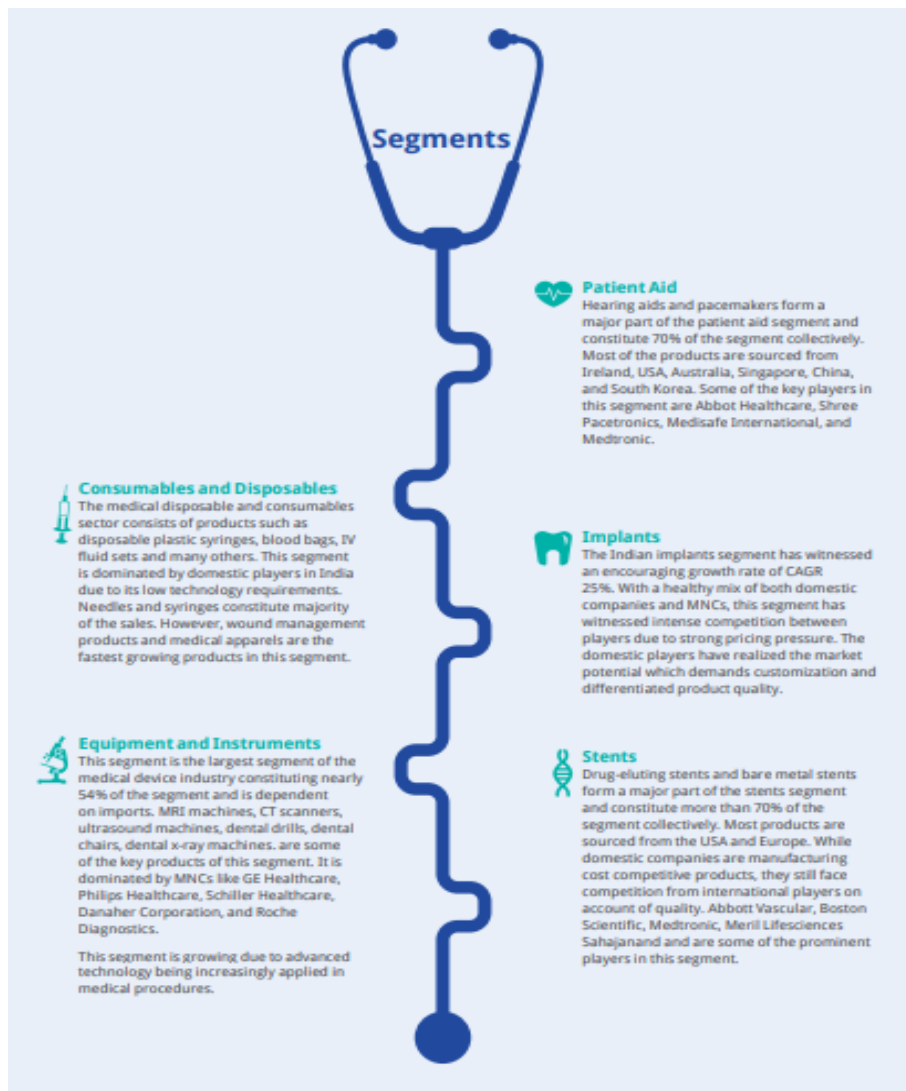 Segments
Patient Aid
Hearing aids and pacemakers form a
major part of the patient aid segment and
constitute 70% of the segment collectively.
Most of the products are sourced from
Ireland, USA, Australia, Singapore, China,
and South Korea. Some of the key players in
this segment are Abbot Healthcare, Shree
Pacetronics, Medisafe International, and
Medtronic.
Consumables and Disposables
The medical disposable and consumables
sector consists of products such as
disposable plastic syringes, blood bags, IV
fluid sets and many others. This segment
is dominated by domestic players in India
due to its low technology requirements.
Needles and syringes constitute majority
of the sales. However, wound management
products and medical apparels are the
fastest growing products in this segment.
Implants
The Indian implants segment has witnessed
an encouraging growth rate of CAGR
25%. With a healthy mix of both domestic
companies and MNCs, this segment has
witnessed intense competition between
players due to strong pricing pressure. The
domestic players have realized the market
potential which demands customization and
differentiated product quality.
Equipment and Instruments
This segment is the largest segment of the
medical device industry constituting nearly
54% of the segment and is dependent
on imports. MRI machines, CT scanners,
ultrasound machines, dental drills, dental
chairs, dental x-ray machines. are some
of the key products of this segment. It is
dominated by MNCs like GE Healthcare,
Philips Healthcare, Schiller Healthcare,
Danaher Corporation, and Roche
Diagnostics.
This segment is growing due to advanced
technology being increasingly applied in
medical procedures.
Stents
Drug-eluting stents and bare metal stents
form a major part of the stents segment
and constitute more than 70% of the
segment collectively. Most products are
sourced from the USA and Europe. While
domestic companies are manufacturing
cost competitive products, they still face
competition from international players on
account of quality. Abbott Vascular, Boston
Scientific, Medtronic, Meril Lifesciences
Sahajanand and are some of the prominent
players in this segment.